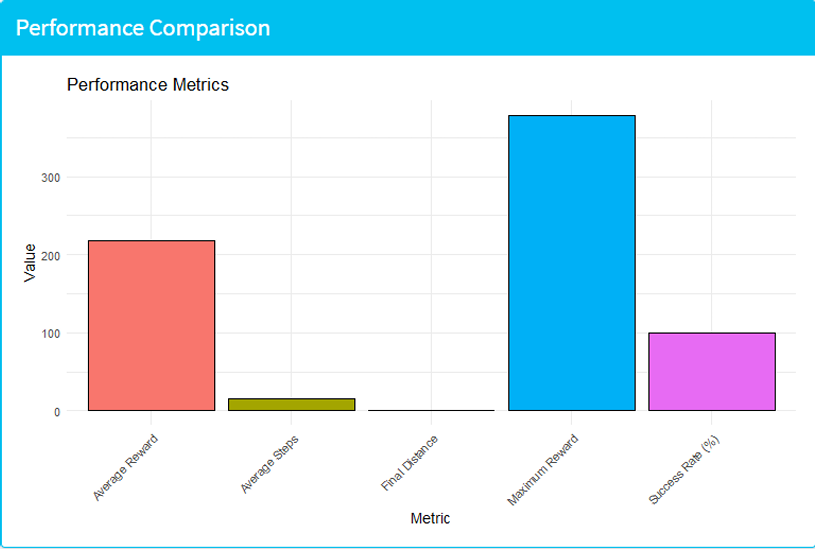 Performance Comparison
Performance Metrics
300
200
100
0
Value
Average Reward
Average Steps
Final Distance
Maximum Reward
Success Rate (%)
Metric